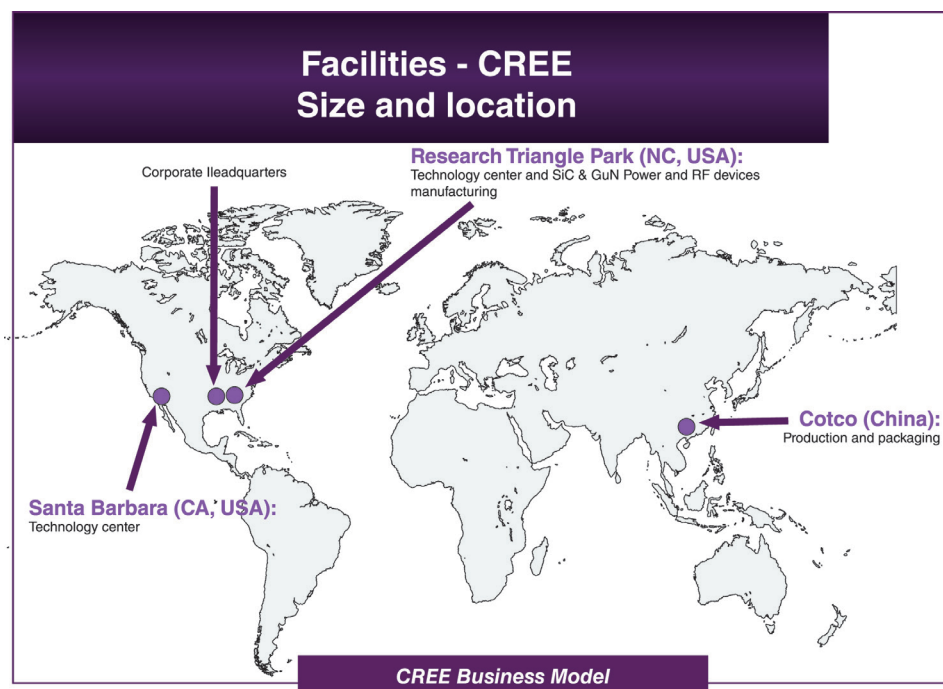 Facilities - CREE
Size and location
Research Triangle Park (NC, USA):
Technology center and SiC & GuN Power and RF devices
manufacturing
Corporate Ileadquarters
Cotco (China):
Production and packaging
Santa Barbara (CA, USA):
Technology center
CREE Business Model